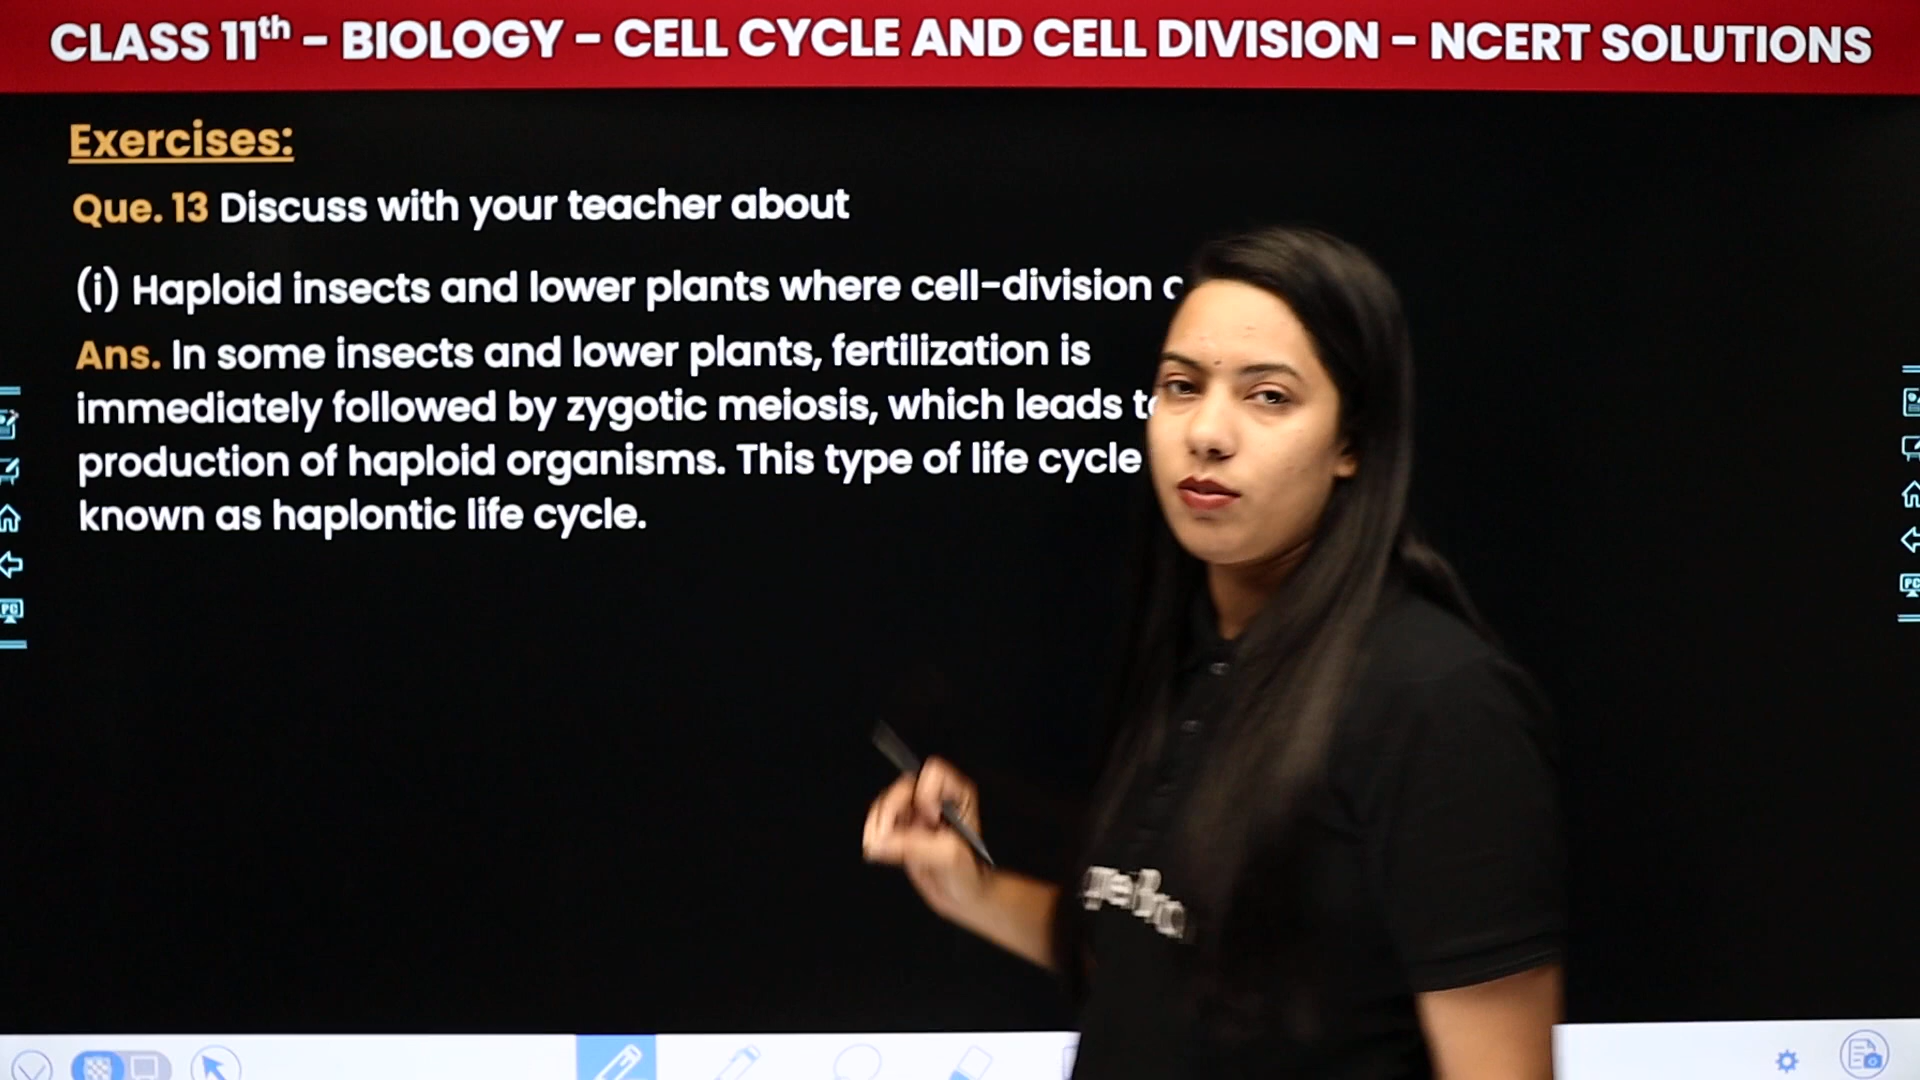 CLASS 11th - BIOLOGY - CELL CYCLE AND CELL DIVISION - NCERT SOLUTIONS
Exercises:
Que. 13 Discuss with your teacher about
(i) Haploid insects and lower plants where cell-division
Ans. In some insects and lower plants, fertilization is
immediately followed by zygotic meiosis, which leads
production of haploid organisms. This type of life cycle
known as haplontic life cycle.
PC
PC